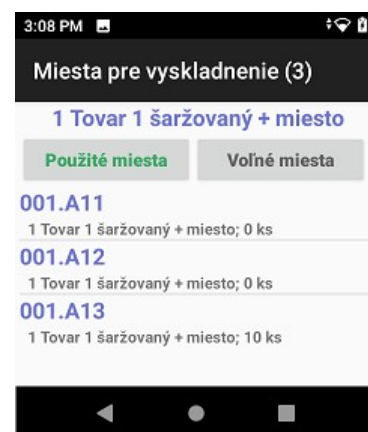 3:08 PM
Miesta pre vyskladnenie (3)
1 Tovar 1 šaržovaný + miesto
Použité miesta Voľné miesta
001.A11
1 Tovar 1 šaržovaný + miesto; 0 ks
001.A12
1 Tovar 1 šaržovaný + miesto; 0 ks
001.A13
1 Tovar 1 šaržovaný + miesto; 10 ks